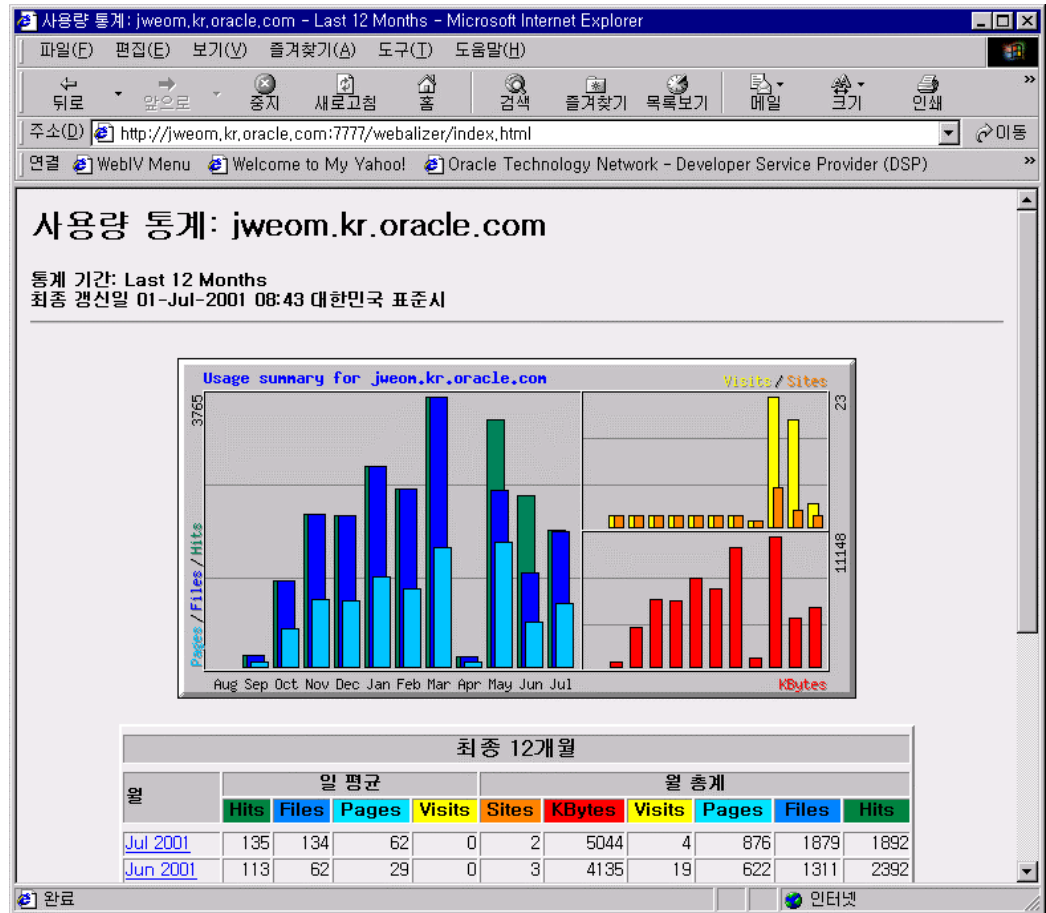 사용량 통계: jweom.kr.oracle.com - Last 12 Months - Microsoft Internet Explorer
파일(F) 편집(E) 보기(V) 즐겨찾기(A) 도구(T) 도움말(H)
뒤로 앞으로 중지 새로고침 홈 검색 즐겨찾기 목록보기 메일 크기 인쇄 »
주소(D) http://jweom.kr.oracle.com:7777/webalizer/index.html 이동
연결 WebIV Menu Welcome to My Yahoo! Oracle Technology Network - Developer Service Provider (DSP) »
사용량 통계: jweom.kr.oracle.com
통계 기간: Last 12 Months
최종 갱신일 01-Jul-2001 08:43 대한민국 표준시
Usage summary for jweom.kr.oracle.com
Visits/Sites
3765
23
Pages/Files/Hits
11148
Aug Sep Oct Nov Dec Jan Feb Mar Apr May Jun Jul
KBytes
최종 12개월
월 일 평균 월 총계
Hits Files Pages Visits Sites KBytes Visits Pages Files Hits
Jul 2001 135 134 62 0 2 5044 4 876 1879 1892
Jun 2001 113 62 29 0 3 4135 19 622 1311 2392
완료 인터넷